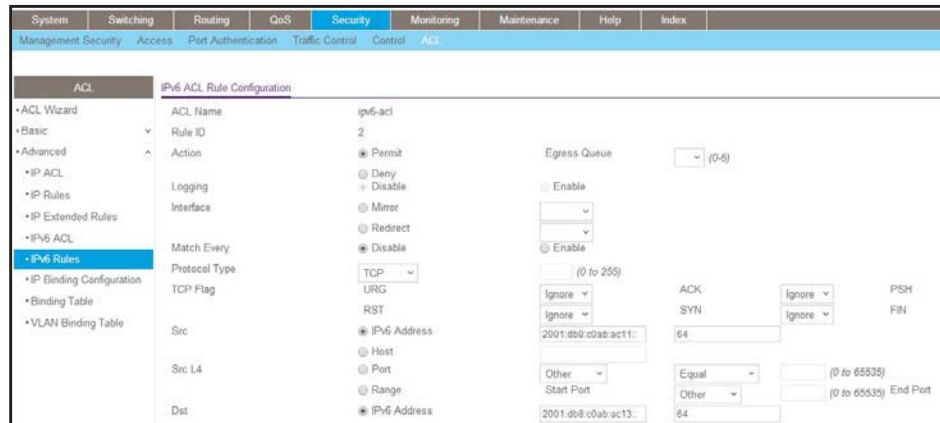 System Switching Routing QoS Security Monitoring Maintenance Help Index
Management Security Access Port Authentication Traffic Control Control ACL
ACL
IPv6 ACL Rule Configuration
ACL Wizard
Basic
Advanced
IP ACL
IP Rules
IP Extended Rules
IPv6 ACL
IPv6 Rules
IP Binding Configuration
Binding Table
VLAN Binding Table
ACL Name ipv6-acl
Rule ID 2
Action Permit Egress Queue (0-6)
Deny
Logging Disable Enable
Interface Mirror
Redirect
Match Every Disable Enable
Protocol Type TCP (0 to 255)
TCP Flag URG Ignore ACK Ignore PSH
RST Ignore SYN Ignore FIN
Src IPv6 Address 2001:db8:c0ab:ac11:: 64
Host
Src L4 Port Other Equal (0 to 65535)
Range Start Port Other (0 to 65535) End Port
Dst IPv6 Address 2001:db8:c0ab:ac13:: 64